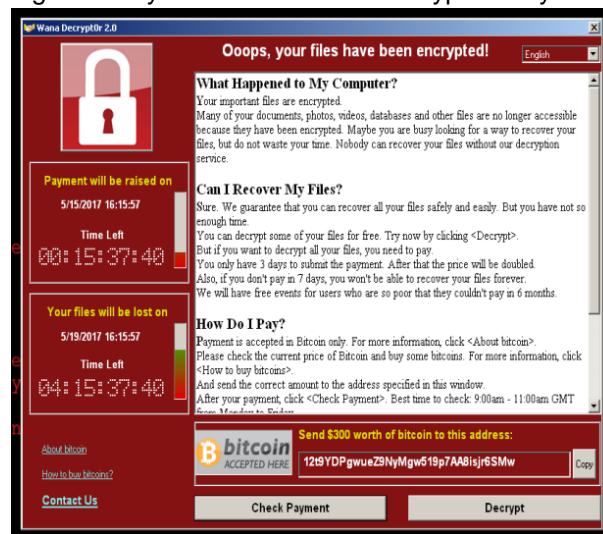 Wana Decrypt0r 2.0
Ooops, your files have been encrypted!
English
What Happened to My Computer?
Your important files are encrypted.
Many of your documents, photos, videos, databases and other files are no longer accessible
because they have been encrypted. Maybe you are busy looking for a way to recover your
files, but do not waste your time. Nobody can recover your files without our decryption
service.
Can I Recover My Files?
Sure. We guarantee that you can recover all your files safely and easily. But you have not so
enough time.
You can decrypt some of your files for free. Try now by clicking <Decrypt>.
But if you want to decrypt all your files, you need to pay.
You only have 3 days to submit the payment. After that the price will be doubled.
Also, if you don't pay in 7 days, you won't be able to recover your files forever.
We will have free events for users who are so poor that they couldn't pay in 6 months.
How Do I Pay?
Payment is accepted in Bitcoin only. For more information, click <About bitcoin>.
Please check the current price of Bitcoin and buy some bitcoins. For more information, click
<How to buy bitcoins>.
And send the correct amount to the address specified in this window.
After your payment, click <Check Payment>. Best time to check: 9:00am - 11:00am GMT
from Monday to Friday
Payment will be raised on
5/15/2017 16:15:57
Time Left
00:15:37:40
Your files will be lost on
5/19/2017 16:15:57
Time Left
04:15:37:40
About bitcoin
How to buy bitcoins?
Contact Us
bitcoin
ACCEPTED HERE
Send $300 worth of bitcoin to this address:
12t9YDPgwueZ9NyMgw519p7AA8isjr6SMw
Copy
Check Payment
Decrypt